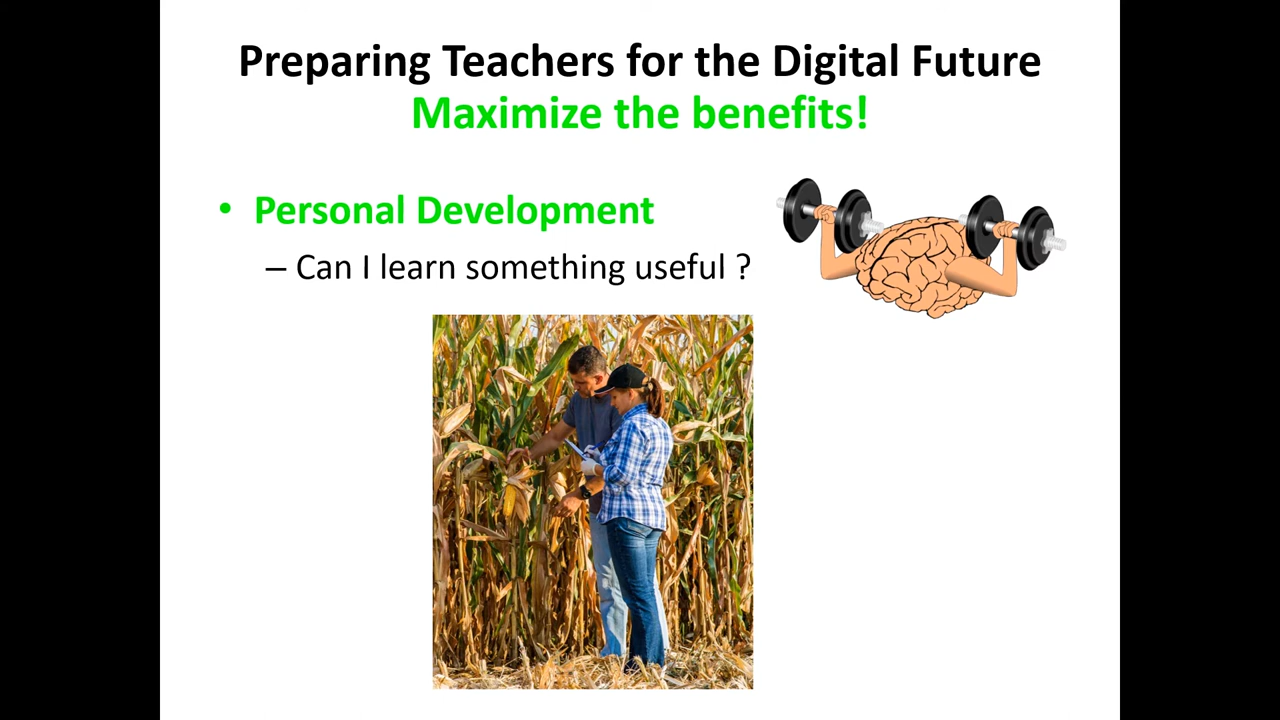 Preparing Teachers for the Digital Future
Maximize the benefits!
• Personal Development
– Can I learn something useful ?